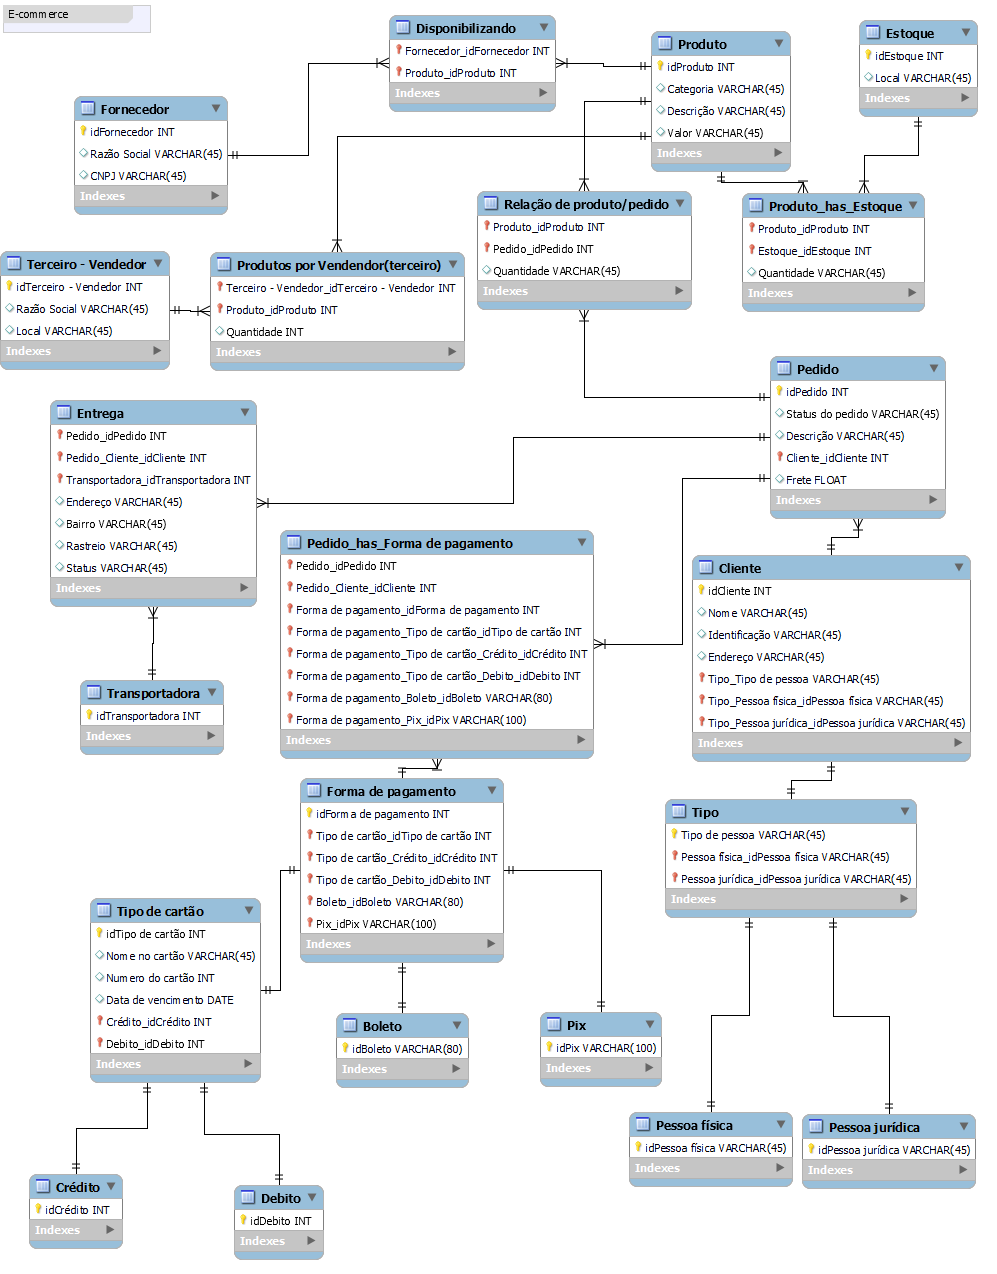 E-commerce
Disponibilizando
Fornecedor_idFornecedor INT
Produto_idProduto INT
Indexes
Produto
idProduto INT
Categoria VARCHAR(45)
Descrição VARCHAR(45)
Valor VARCHAR(45)
Indexes
Estoque
idEstoque INT
Local VARCHAR(45)
Indexes
Fornecedor
idFornecedor INT
Razão Social VARCHAR(45)
CNPJ VARCHAR(45)
Indexes
Relação de produto/pedido
Produto_idProduto INT
Pedido_idPedido INT
Quantidade VARCHAR(45)
Indexes
Produto_has_Estoque
Produto_idProduto INT
Estoque_idEstoque INT
Quantidade VARCHAR(45)
Indexes
Terceiro - Vendedor
idTerceiro - Vendedor INT
Razão Social VARCHAR(45)
Local VARCHAR(45)
Indexes
Produtos por Vendendor(terceiro)
Terceiro - Vendedor_idTerceiro - Vendedor INT
Produto_idProduto INT
Quantidade INT
Indexes
Pedido
idPedido INT
Status do pedido VARCHAR(45)
Descrição VARCHAR(45)
Cliente_idCliente INT
Frete FLOAT
Indexes
Entrega
Pedido_idPedido INT
Pedido_Cliente_idCliente INT
Transportadora_idTransportadora INT
Endereço VARCHAR(45)
Bairro VARCHAR(45)
Rastreio VARCHAR(45)
Status VARCHAR(45)
Indexes
Pedido_has_Forma de pagamento
Pedido_idPedido INT
Pedido_Cliente_idCliente INT
Forma de pagamento_idForma de pagamento INT
Forma de pagamento_Tipo de cartão_idTipo de cartão INT
Forma de pagamento_Tipo de cartão_Crédito_idCrédito INT
Forma de pagamento_Tipo de cartão_Debito_idDebito INT
Forma de pagamento_Boleto_idBoleto VARCHAR(80)
Forma de pagamento_Pix_idPix VARCHAR(100)
Indexes
Cliente
idCliente INT
Nome VARCHAR(45)
Identificação VARCHAR(45)
Endereço VARCHAR(45)
Tipo_Tipo de pessoa VARCHAR(45)
Tipo_Pessoa física_idPessoa física VARCHAR(45)
Tipo_Pessoa jurídica_idPessoa jurídica VARCHAR(45)
Indexes
Transportadora
idTransportadora INT
Indexes
Forma de pagamento
idForma de pagamento INT
Tipo de cartão_idTipo de cartão INT
Tipo de cartão_Crédito_idCrédito INT
Tipo de cartão_Debito_idDebito INT
Boleto_idBoleto VARCHAR(80)
Pix_idPix VARCHAR(100)
Indexes
Tipo
Tipo de pessoa VARCHAR(45)
Pessoa física_idPessoa física VARCHAR(45)
Pessoa jurídica_idPessoa jurídica VARCHAR(45)
Indexes
Tipo de cartão
idTipo de cartão INT
Nome no cartão VARCHAR(45)
Numero do cartão INT
Data de vencimento DATE
Crédito_idCrédito INT
Debito_idDebito INT
Indexes
Boleto
idBoleto VARCHAR(80)
Indexes
Pix
idPix VARCHAR(100)
Indexes
Pessoa física
idPessoa física VARCHAR(45)
Indexes
Pessoa jurídica
idPessoa jurídica VARCHAR(45)
Indexes
Crédito
idCrédito INT
Indexes
Debito
idDebito INT
Indexes